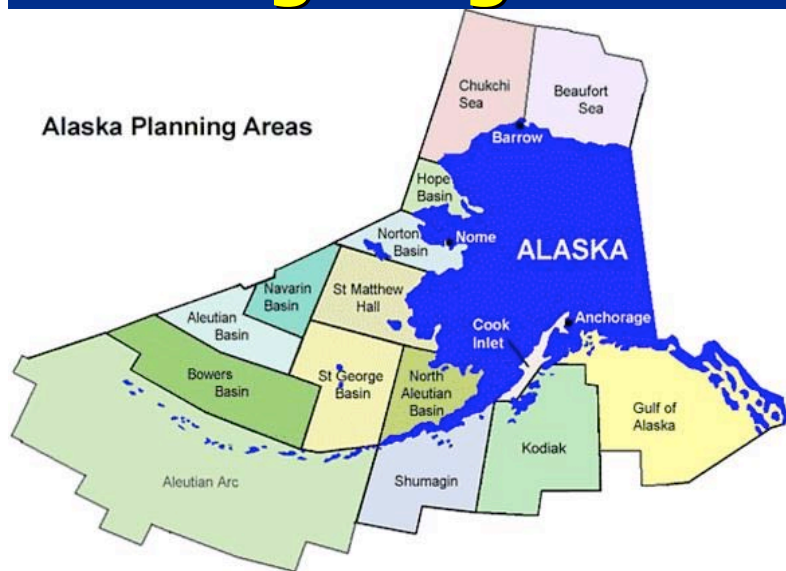 Chukchi
Sea
Beaufort
Sea
Alaska Planning Areas
Barrow
Hope
Basin
Norton
Basin
Nome
ALASKA
Navarin
Basin
St Matthew
Hall
Aleutian
Basin
Anchorage
Cook
Inlet
Bowers
Basin
St George
Basin
North
Aleutian
Basin
Gulf of
Alaska
Kodiak
Aleutian Arc
Shumagin